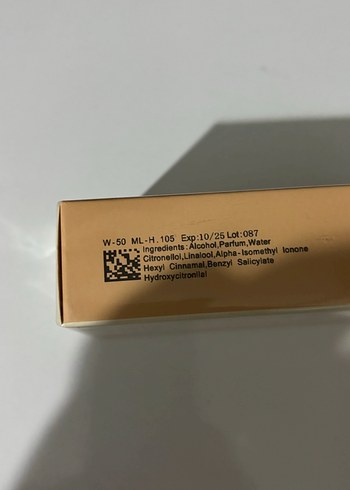 W-50 ML-H.105 Exp:10/25 Lot:087
Ingredients:Alcohol,Parfum,Water
Citronellol,Linalool,Alpha-Isomethyl Ionone
Hexyl Cinnamal,Benzyl Salicylate
Hydroxycitronilal